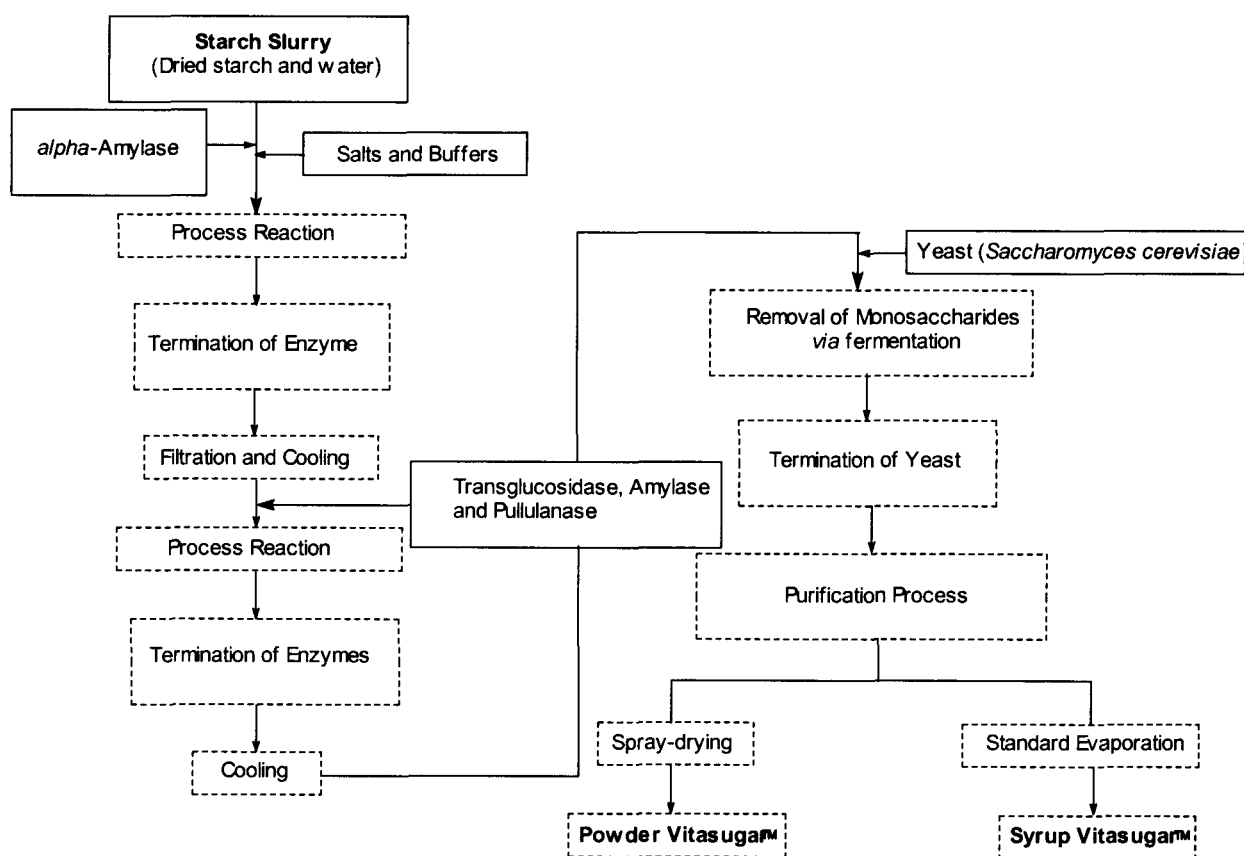 Starch Slurry
(Dried starch and water)
alpha-Amylase
Salts and Buffers
Process Reaction
Termination of Enzyme
Filtration and Cooling
Transglucosidase, Amylase
and Pullulanase
Process Reaction
Termination of Enzymes
Cooling
Yeast (Saccharomyces cerevisiae)
Removal of Monosaccharides
via fermentation
Termination of Yeast
Purification Process
Spray-drying
Standard Evaporation
Powder Vitasugar™
Syrup Vitasugar™